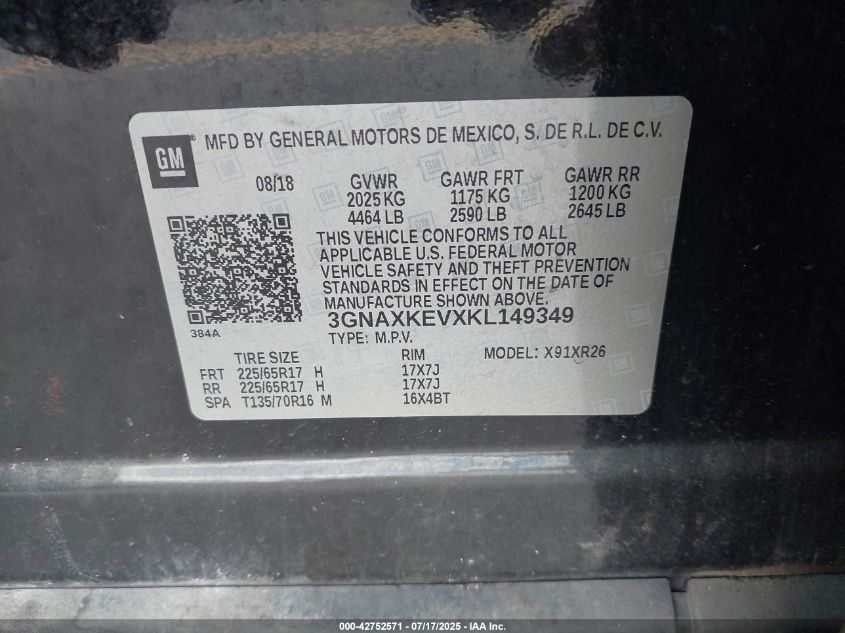 GM
MFD BY GENERAL MOTORS DE MEXICO, S. DE R.L. DE C.V.
08/18 GVWR GAWR FRT GAWR RR
2025 KG 1175 KG 1200 KG
4464 LB 2590 LB 2645 LB
THIS VEHICLE CONFORMS TO ALL
APPLICABLE U.S. FEDERAL MOTOR
VEHICLE SAFETY AND THEFT PREVENTION
STANDARDS IN EFFECT ON THE DATE OF
MANUFACTURE SHOWN ABOVE.
384A
3GNAXKEVXKL149349
TYPE: M.P.V.
TIRE SIZE RIM MODEL: X91XR26
FRT 225/65R17 H 17X7J
RR 225/65R17 H 17X7J
SPA T135/70R16 M 16X4BT
000-42752571 - 07/17/2025 - IAA Inc.